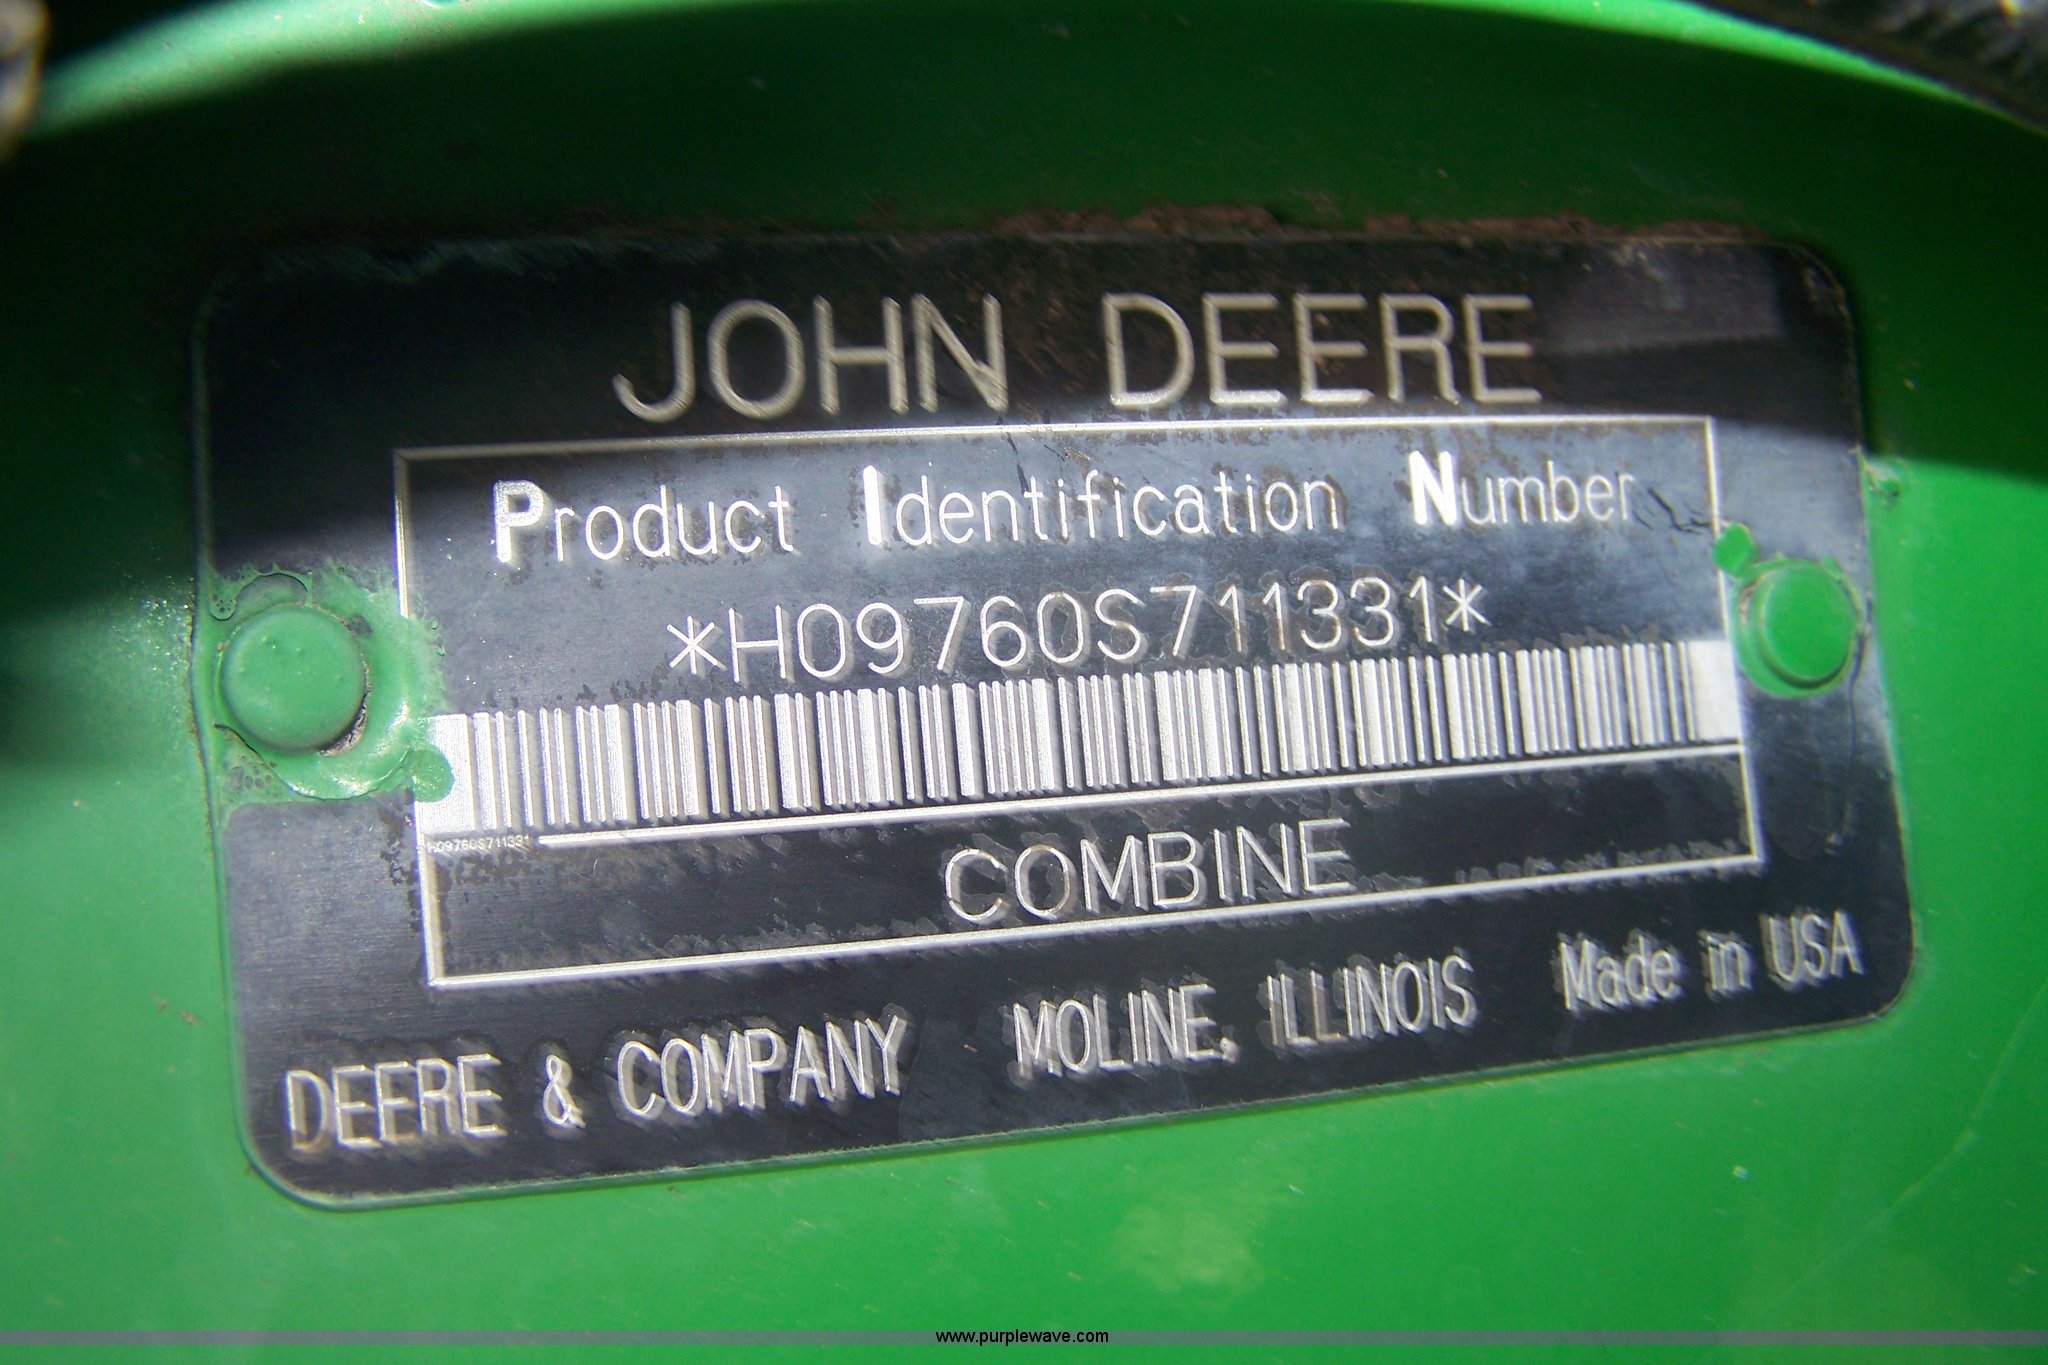 JOHN DEERE
Product Identification Number
*H09760S711331*
H09760S711331
COMBINE
DEERE & COMPANY MOLINE, ILLINOIS Made in USA
www.purplewave.com